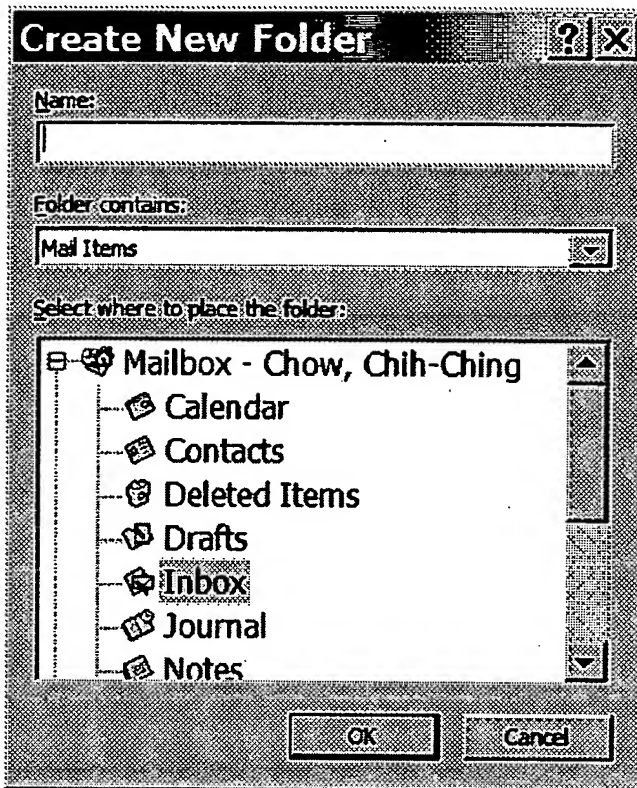 Create New Folder ? X
Name:
Folder contains:
Mail Items
Select where to place the folder:
Mailbox - Chow, Chih-Ching
Calendar
Contacts
Deleted Items
Drafts
Inbox
Journal
Notes
OK Cancel